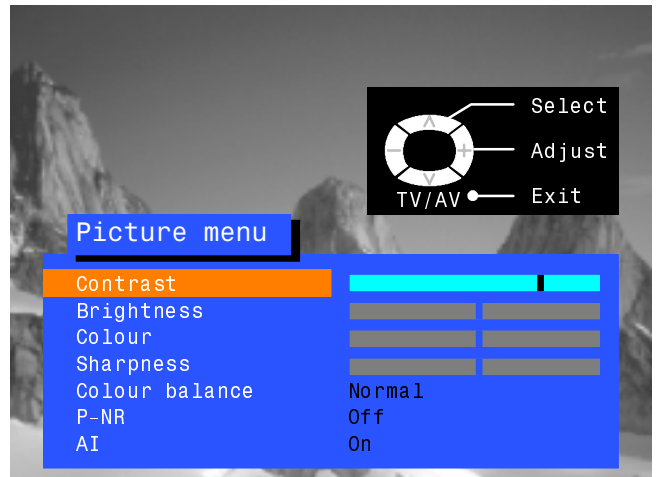 Select
Adjust
TV/AV Exit
Picture menu
Contrast
Brightness
Colour
Sharpness
Colour balance Normal
P-NR Off
AI On